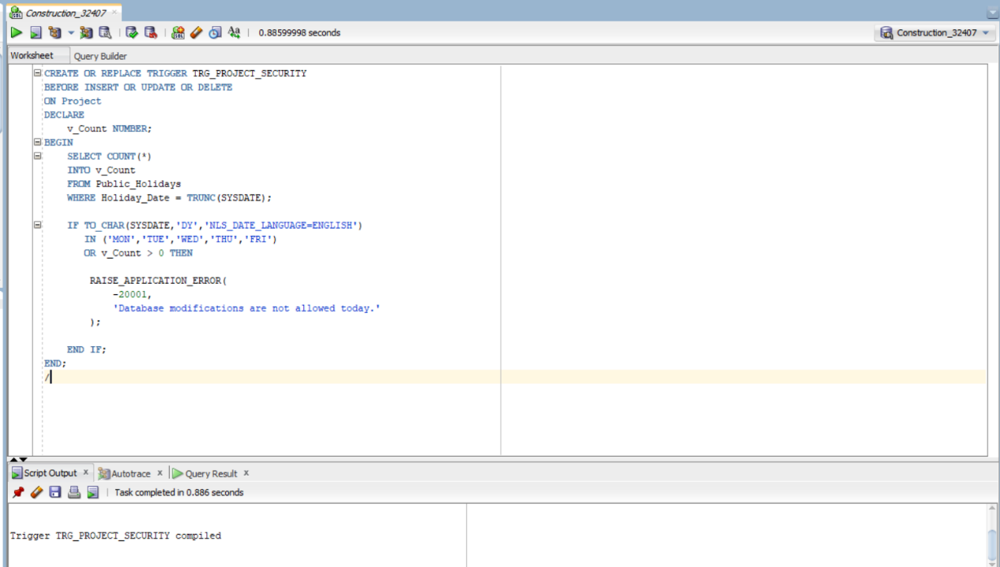 Construction_32407
0.88599998 seconds
Construction_32407
Worksheet
Query Builder
CREATE OR REPLACE TRIGGER TRG_PROJECT_SECURITY
BEFORE INSERT OR UPDATE OR DELETE
ON Project
DECLARE
    v_Count NUMBER;
BEGIN
    SELECT COUNT(*)
    INTO v_Count
    FROM Public_Holidays
    WHERE Holiday_Date = TRUNC(SYSDATE);
    IF TO_CHAR(SYSDATE,'DY','NLS_DATE_LANGUAGE=ENGLISH')
       IN ('MON','TUE','WED','THU','FRI')
       OR v_Count > 0 THEN
        RAISE_APPLICATION_ERROR(
            -20001,
            'Database modifications are not allowed today.'
        );
    END IF;
END;
/
Script Output x Autotrace x Query Result x
Task completed in 0.886 seconds
Trigger TRG_PROJECT_SECURITY compiled